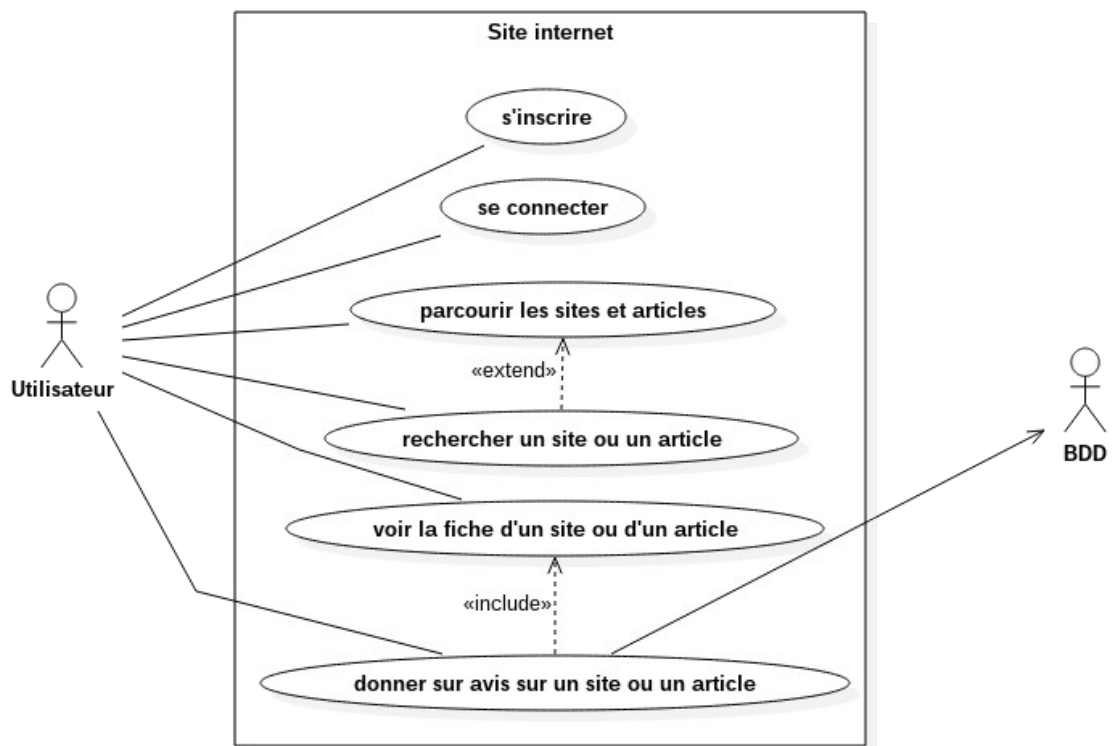 Site internet
s'inscrire
se connecter
parcourir les sites et articles
«extend»
Utilisateur
rechercher un site ou un article
BDD
voir la fiche d'un site ou d'un article
«include»
donner sur avis sur un site ou un article